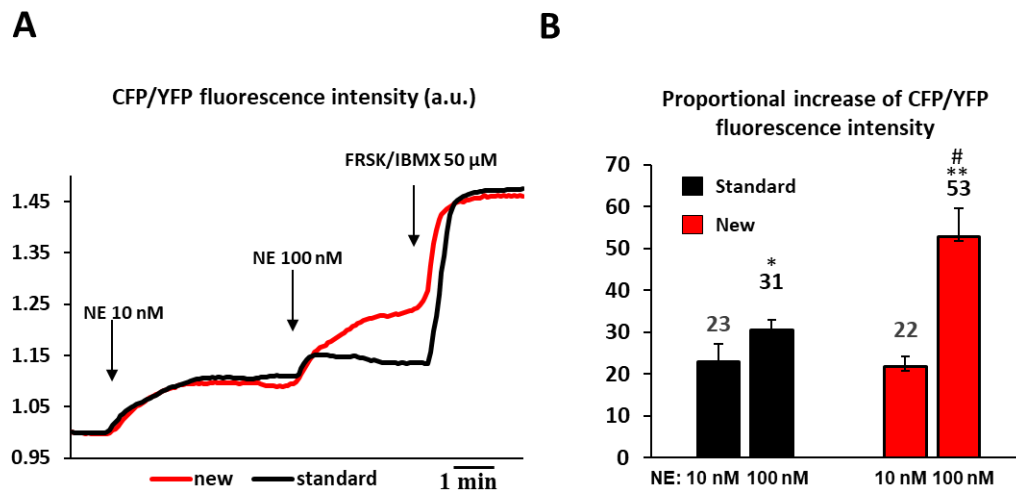 A
CFP/YFP fluorescence intensity (a.u.)
FRSK/IBMX 50 µM
NE 100 nM
NE 10 nM
1.45
1.35
1.25
1.15
1.05
0.95
new
standard
1 min
B
Proportional increase of CFP/YFP
fluorescence intensity
70
60
50
40
30
20
10
0
Standard
New
23
*
31
22
#
**
53
NE: 10 nM 100 nM
10 nM 100 nM